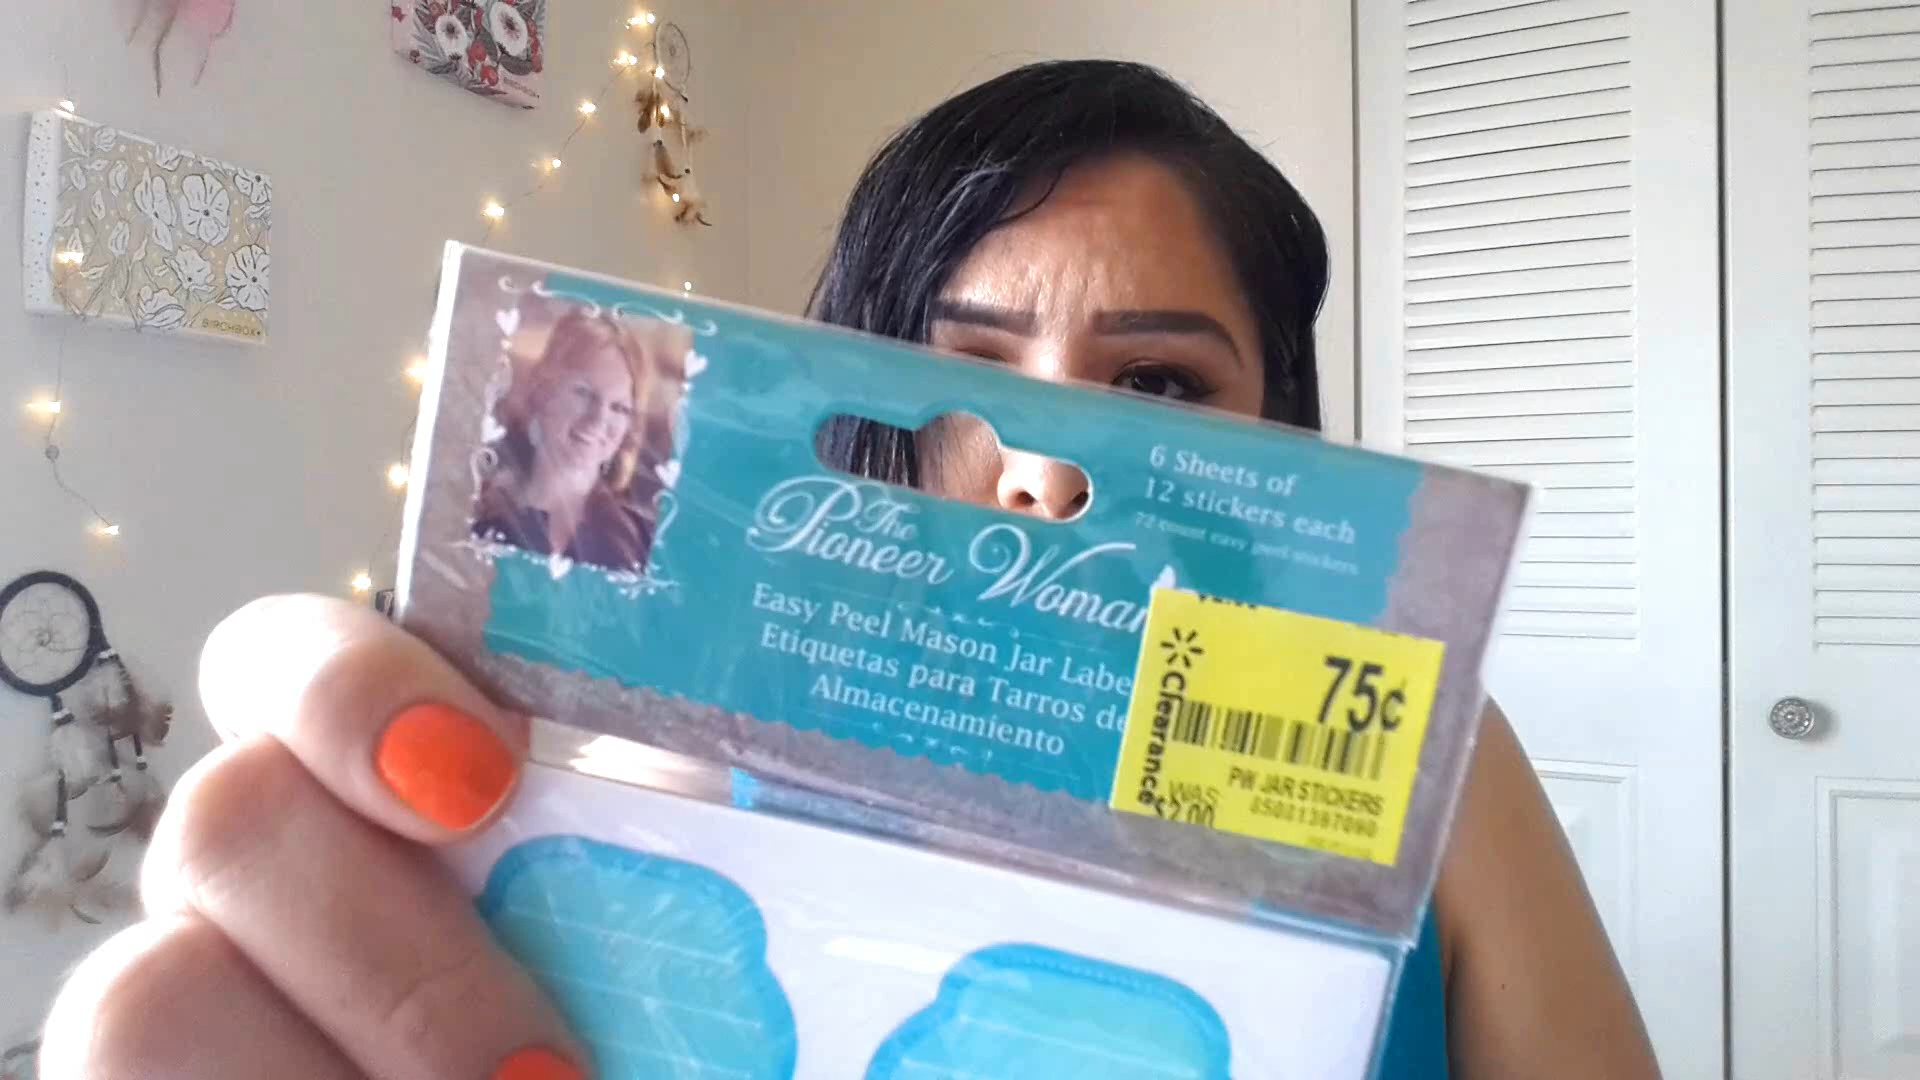 BIRCHBOX
BIRCHBOX
6 Sheets of
12 stickers each
72 count easy peel stickers
The
Pioneer Woman
Easy Peel Mason Jar Labe
Etiquetas para Tarros de
Almacenamiento
Clearance
75¢
WAS
$2.00
PW JAR STICKERS